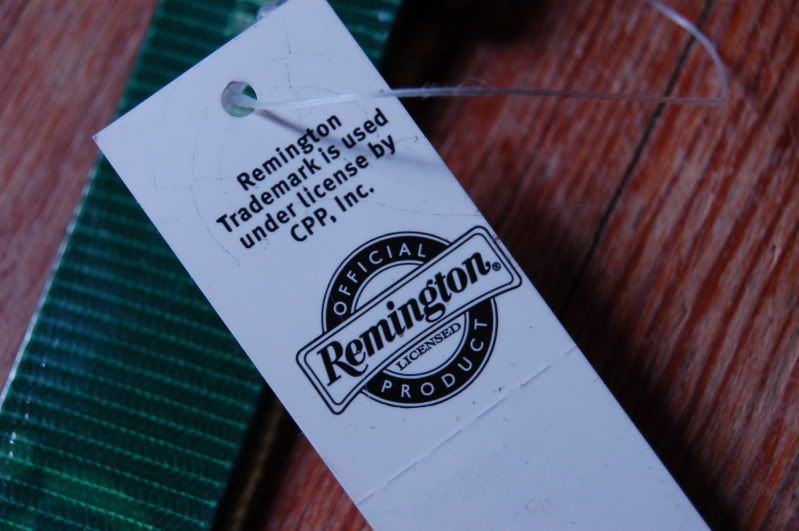 Remington
Trademark is used
under license by
CPP, Inc.
OFFICIAL
Remington®
LICENSED
PRODUCT